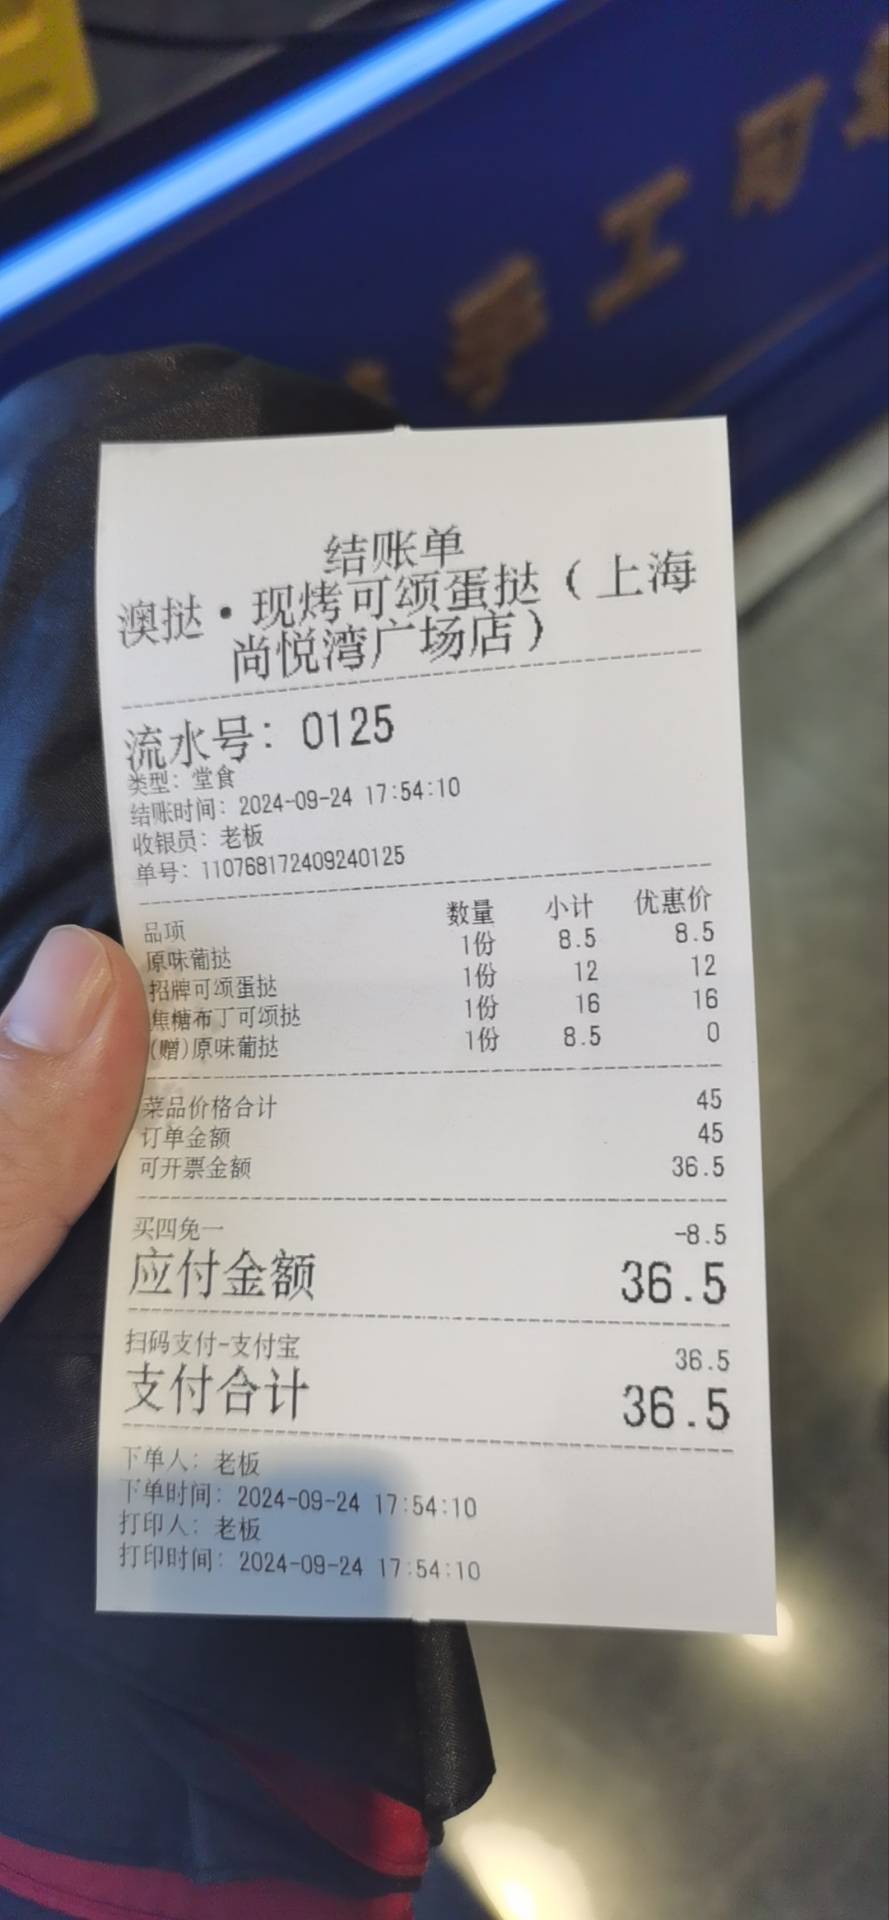 手工
结账单
澳挞·现烤可颂蛋挞（上海
尚悦湾广场店）
流水号：0125
类型：堂食
结账时间：2024-09-24 17:54:10
收银员：老板
单号：110768172409240125
品项 数量 小计 优惠价
原味葡挞 1份 8.5 8.5
招牌可颂蛋挞 1份 12 12
焦糖布丁可颂挞 1份 16 16
(赠)原味葡挞 1份 8.5 0
菜品价格合计 45
订单金额 45
可开票金额 36.5
买四免一 -8.5
应付金额 36.5
扫码支付-支付宝 36.5
支付合计 36.5
下单人：老板
下单时间：2024-09-24 17:54:10
打印人：老板
打印时间：2024-09-24 17:54:10